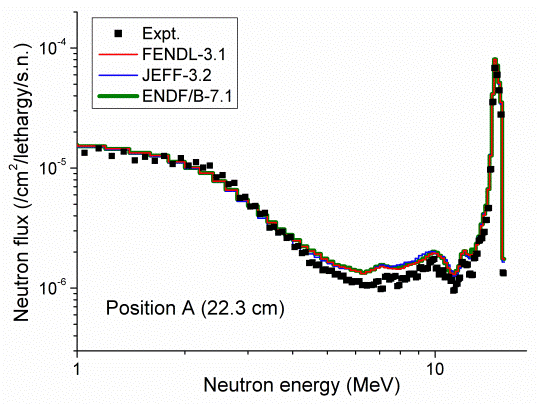 Expt.
FENDL-3.1
JEFF-3.2
ENDF/B-7.1
10⁻⁴
10⁻⁵
10⁻⁶
Neutron flux (/cm²/lethargy/s.n.)
Position A (22.3 cm)
1
10
Neutron energy (MeV)